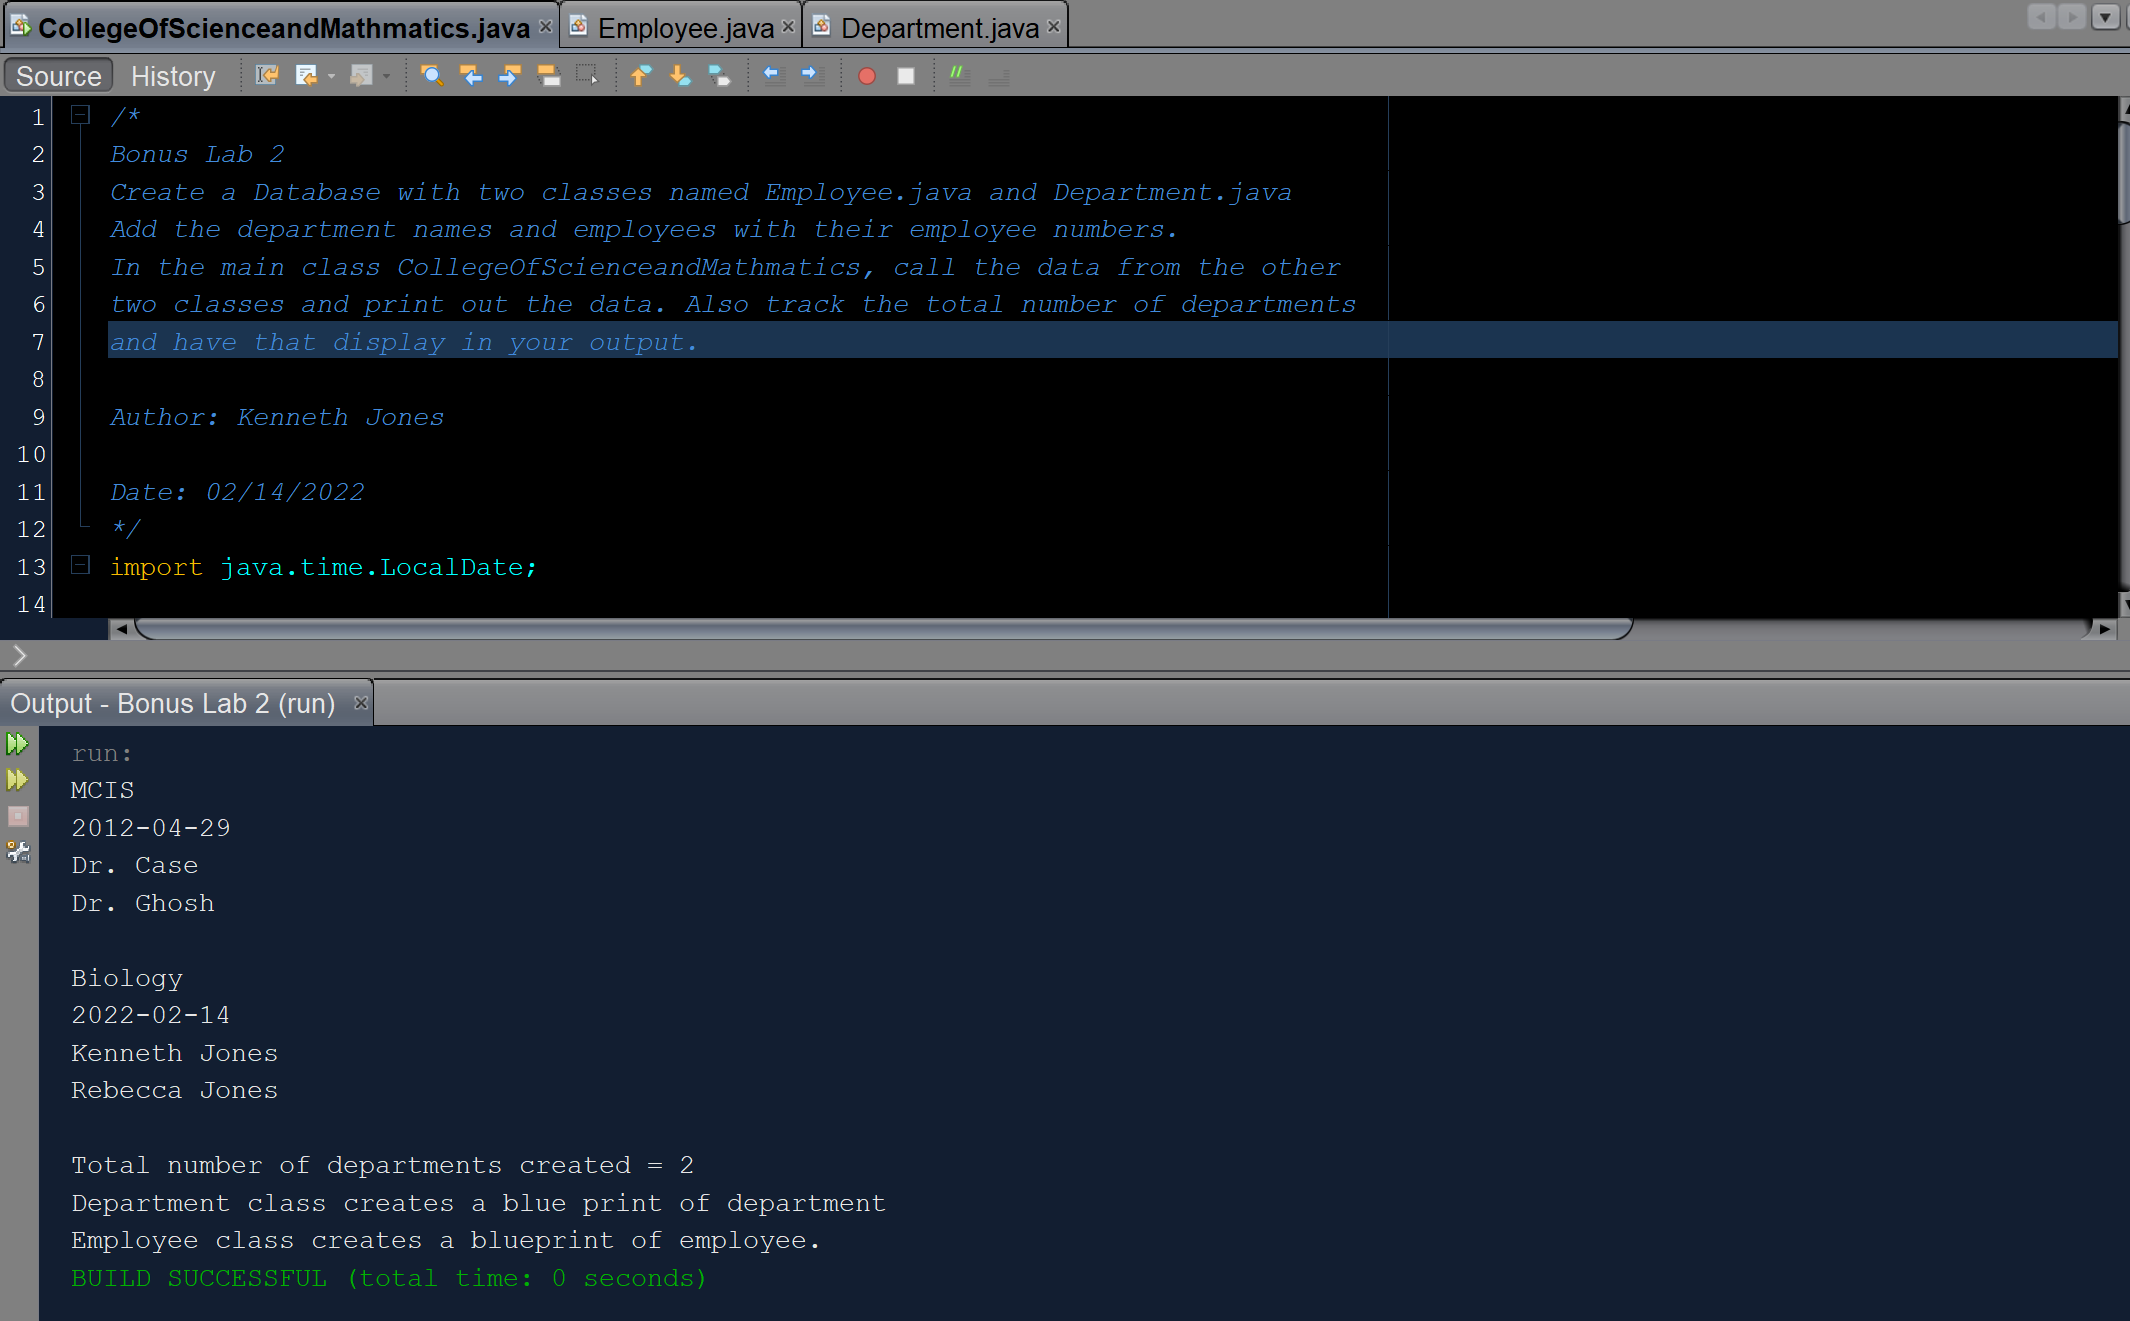 CollegeOfScienceandMathmatics.java Employee.java Department.java
Source History
1 /*
2 Bonus Lab 2
3 Create a Database with two classes named Employee.java and Department.java
4 Add the department names and employees with their employee numbers.
5 In the main class CollegeOfScienceandMathmatics, call the data from the other
6 two classes and print out the data. Also track the total number of departments
7 and have that display in your output.
8
9 Author: Kenneth Jones
10
11 Date: 02/14/2022
12 */
13 import java.time.LocalDate;
14
Output - Bonus Lab 2 (run)
run:
MCIS
2012-04-29
Dr. Case
Dr. Ghosh
Biology
2022-02-14
Kenneth Jones
Rebecca Jones
Total number of departments created = 2
Department class creates a blue print of department
Employee class creates a blueprint of employee.
BUILD SUCCESSFUL (total time: 0 seconds)